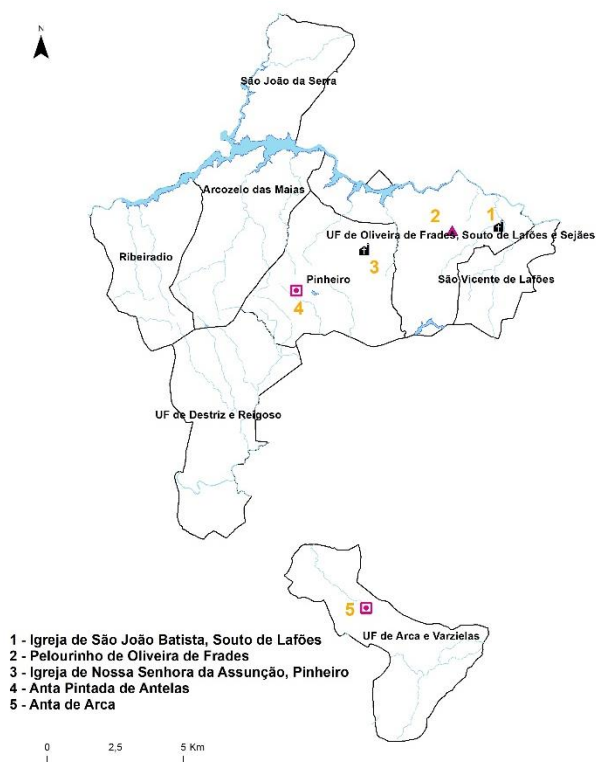 N
São João da Serra
Arcozelo das Maias
2
1
UF de Oliveira de Frades, Souto de Lafões e Sejães
Ribeiradio
3
Pinheiro
São Vicente de Lafões
4
UF de Destriz e Reigoso
5
UF de Arca e Varzielas
1 - Igreja de São João Batista, Souto de Lafões
2 - Pelourinho de Oliveira de Frades
3 - Igreja de Nossa Senhora da Assunção, Pinheiro
4 - Anta Pintada de Antelas
5 - Anta de Arca
0 2,5 5 Km